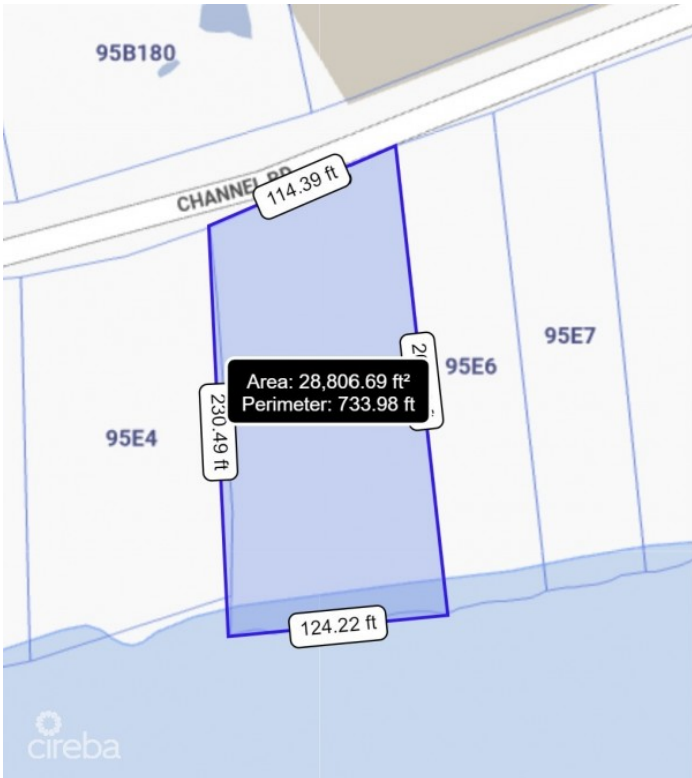 95B180
CHANNEL RD
114.39 ft
95E7
95E6
Area: 28,806.69 ft²
Perimeter: 733.98 ft
230.49 ft
95E4
124.22 ft
cireba